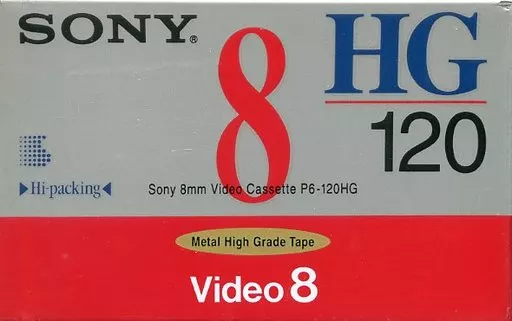 SONY®
8
HG
120
▶Hi-packing◀
Sony 8mm Video Cassette P6-120HG
Metal High Grade Tape
Video 8